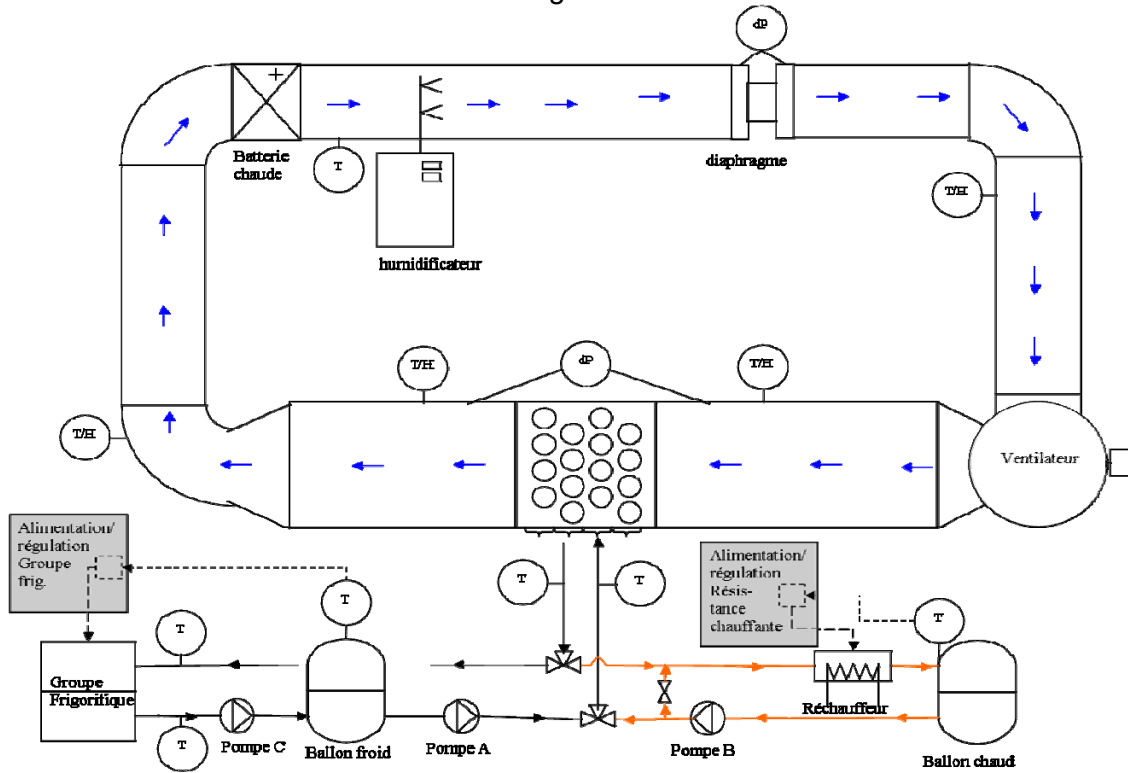 dP
+
Batterie
chaude
T
humidificateur
diaphragme
T/H
T/H
dP
T/H
T/H
Ventilateur
Alimentation/
régulation
Groupe
frig.
T
T
T
Alimentation/
régulation
Résis-
tance
chauffante
T
T
Groupe
Frigorifique
T
Pompe C
Ballon froid
Pompe A
Pompe B
Réchauffeur
Ballon chaud